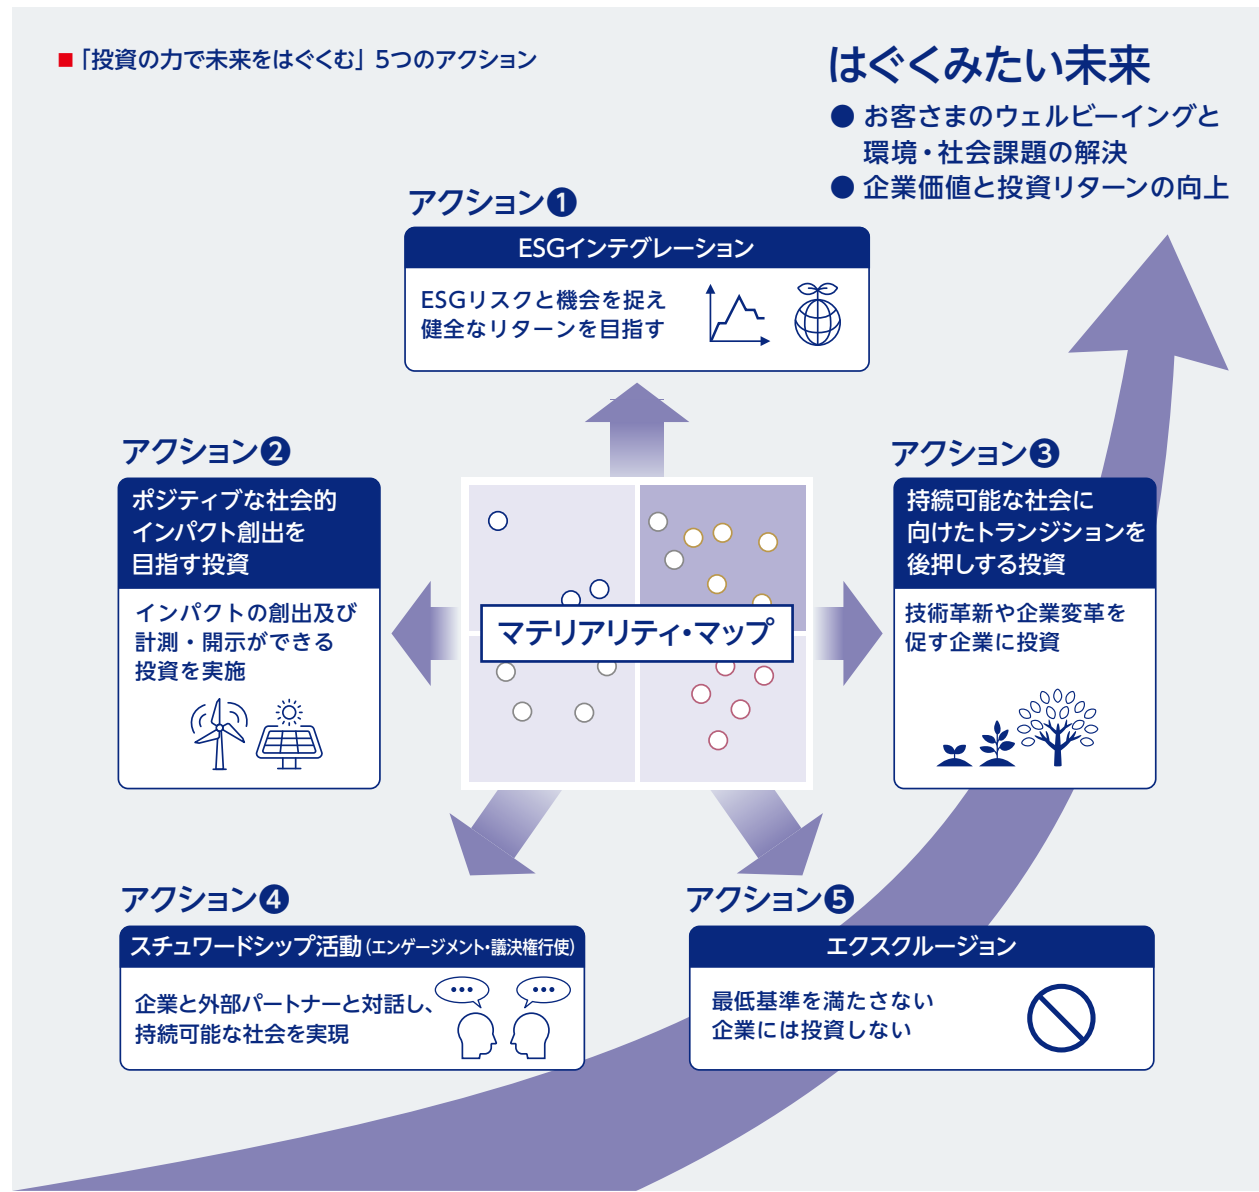 ■「投資の力で未来をはぐくむ」5つのアクション
はぐくみたい未来
● お客さまのウェルビーイングと
環境・社会課題の解決
● 企業価値と投資リターンの向上
アクション❶
ESGインテグレーション
ESGリスクと機会を捉え
健全なリターンを目指す
アクション❷
ポジティブな社会的
インパクト創出を
目指す投資
インパクトの創出及び
計測・開示ができる
投資を実施
マテリアリティ・マップ
アクション❸
持続可能な社会に
向けたトランジションを
後押しする投資
技術革新や企業変革を
促す企業に投資
アクション❹
スチュワードシップ活動（エンゲージメント・議決権行使）
企業と外部パートナーと対話し、
持続可能な社会を実現
アクション❺
エクスクルージョン
最低基準を満たさない
企業には投資しない